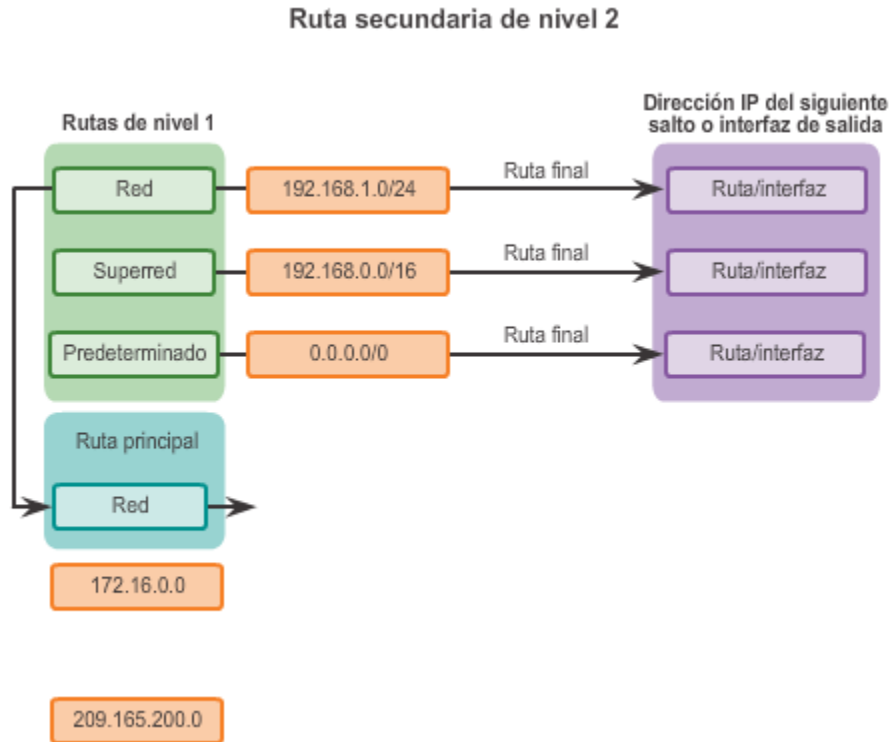 Ruta secundaria de nivel 2
Rutas de nivel 1
Dirección IP del siguiente
salto o interfaz de salida
Red
192.168.1.0/24
Ruta final
Ruta/interfaz
Superred
192.168.0.0/16
Ruta final
Ruta/interfaz
Predeterminado
0.0.0.0/0
Ruta final
Ruta/interfaz
Ruta principal
Red
172.16.0.0
209.165.200.0